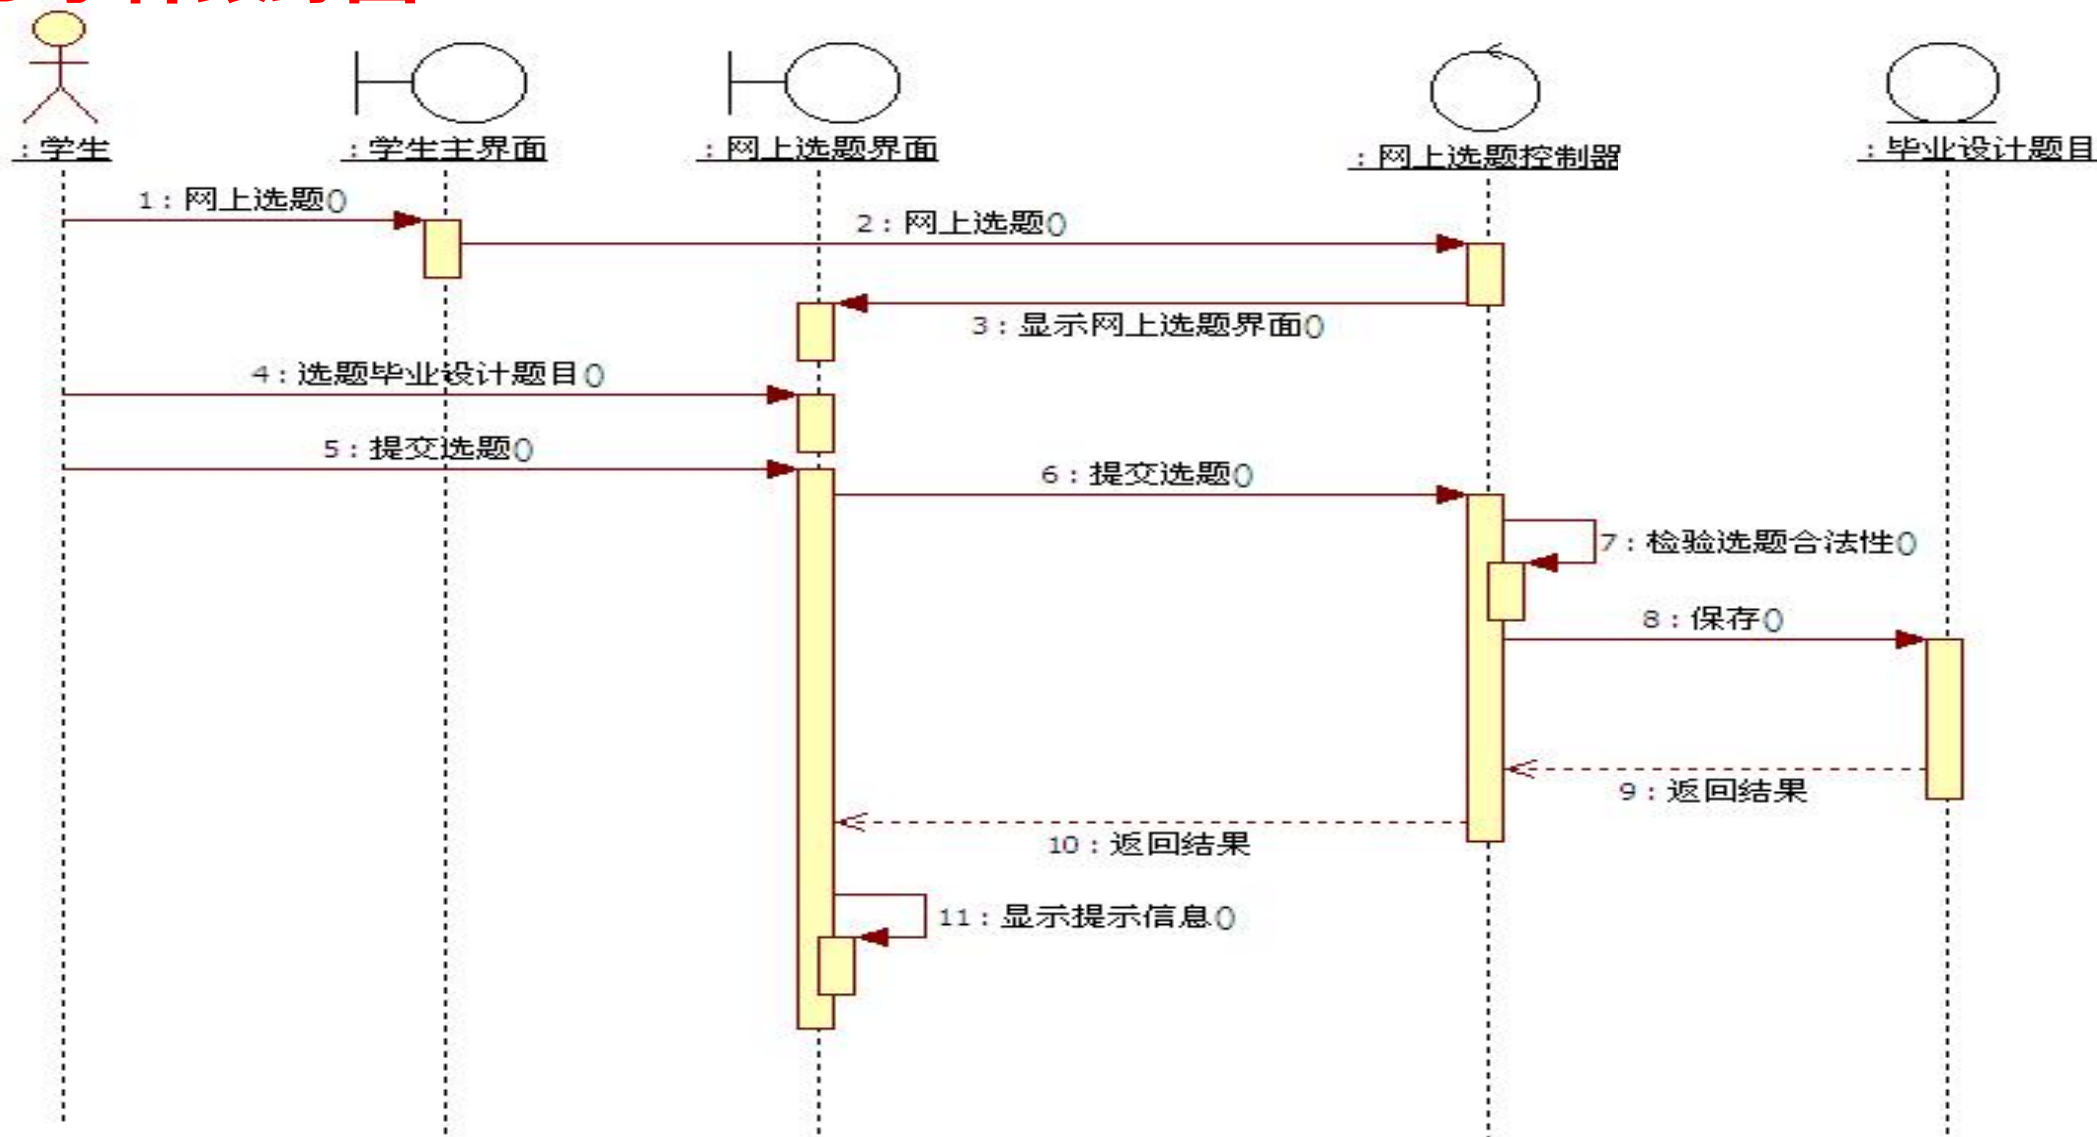 : 学生
: 学生主界面
: 网上选题界面
: 网上选题控制器
: 毕业设计题目
1 : 网上选题()
2 : 网上选题()
3 : 显示网上选题界面()
4 : 选题毕业设计题目()
5 : 提交选题()
6 : 提交选题()
7 : 检验选题合法性()
8 : 保存()
9 : 返回结果
10 : 返回结果
11 : 显示提示信息()